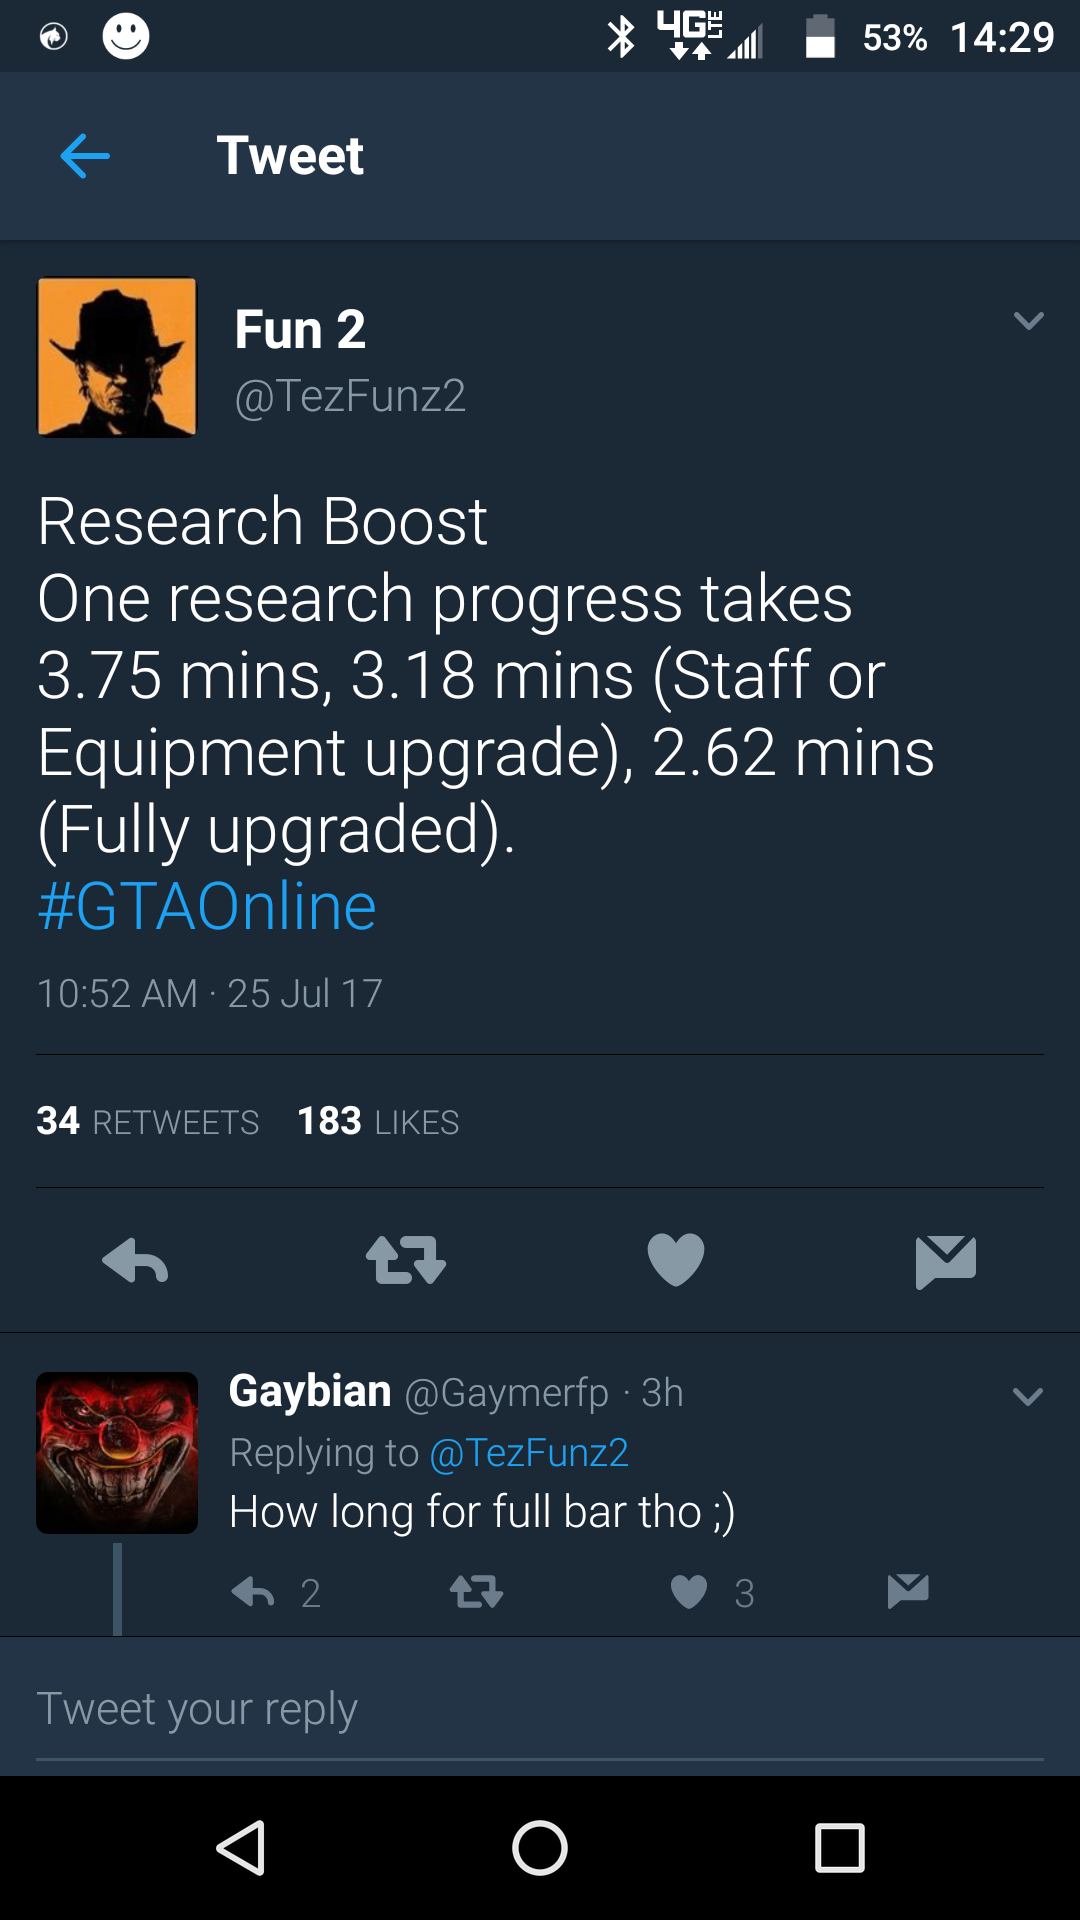 4G LTE 53% 14:29
Tweet
Fun 2
@TezFunz2
Research Boost
One research progress takes
3.75 mins, 3.18 mins (Staff or
Equipment upgrade), 2.62 mins
(Fully upgraded).
#GTAOnline
10:52 AM · 25 Jul 17
34 RETWEETS 183 LIKES
Gaybian @Gaymerfp · 3h
Replying to @TezFunz2
How long for full bar tho ;)
2 3
Tweet your reply